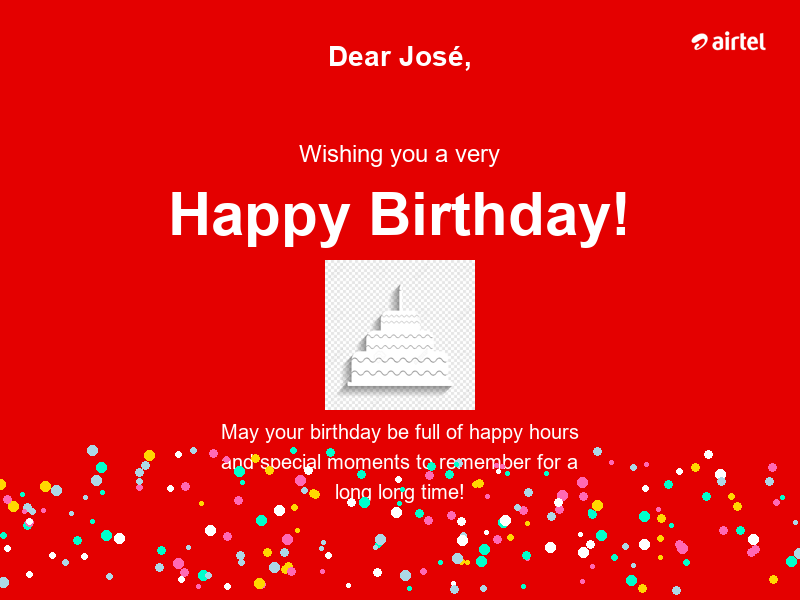 Dear José,
airtel
Wishing you a very
Happy Birthday!
May your birthday be full of happy hours
and special moments to remember for a
long long time!